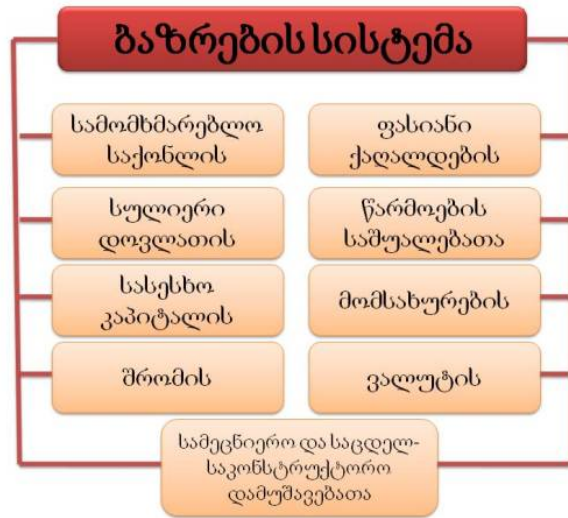 ბაზრების სისტემა
სამომხმარებლო
საქონლის
ფასიანი
ქაღალდების
სულიერი
დოვლათის
წარმოების
საშუალებათა
სასესხო
კაპიტალის
მომსახურების
შრომის
ვალუტის
სამეცნიერო და საცდელ-
საკონსტრუქტორო
დამუშავებათა